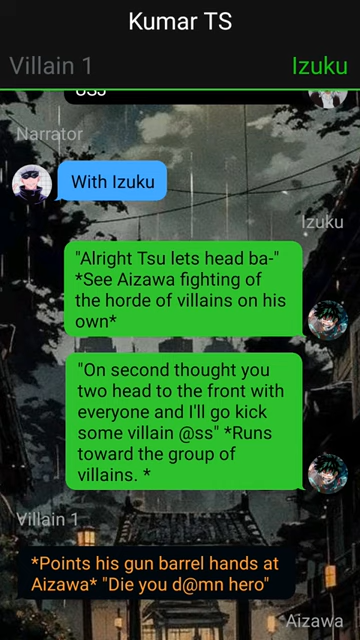 Kumar TS
Villain 1
Izuku
USJ
Narrator
With Izuku
Izuku
"Alright Tsu lets head ba-"
*See Aizawa fighting of
the horde of villains on his
own*
"On second thought you
two head to the front with
everyone and I'll go kick
some villain @ss" *Runs
toward the group of
villains. *
Villain 1
*Points his gun barrel hands at
Aizawa* "Die you d@mn hero"
Aizawa